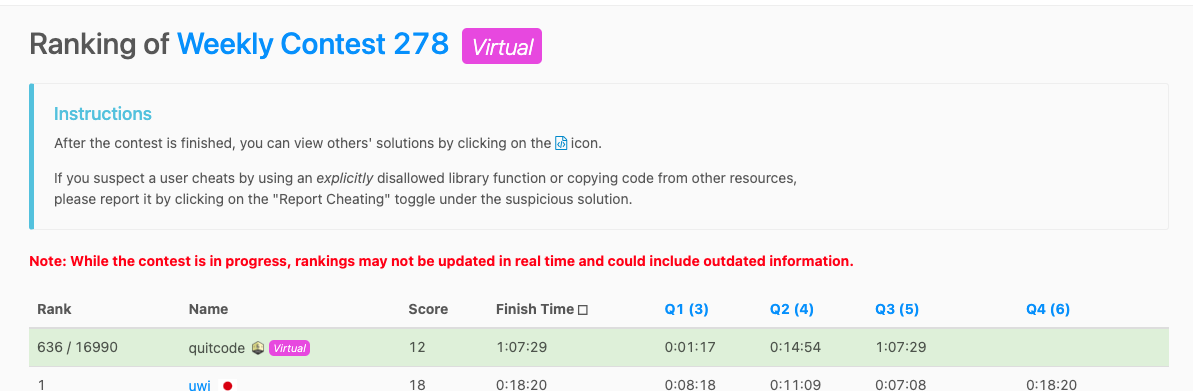 Ranking of Weekly Contest 278 Virtual
Instructions
After the contest is finished, you can view others' solutions by clicking on the icon.
If you suspect a user cheats by using an explicitly disallowed library function or copying code from other resources,
please report it by clicking on the "Report Cheating" toggle under the suspicious solution.
Note: While the contest is in progress, rankings may not be updated in real time and could include outdated information.
Rank Name Score Finish Time Q1 (3) Q2 (4) Q3 (5) Q4 (6)
636 / 16990 quitcode Virtual 12 1:07:29 0:01:17 0:14:54 1:07:29
1 uwi 18 0:18:20 0:08:18 0:11:09 0:07:08 0:18:20